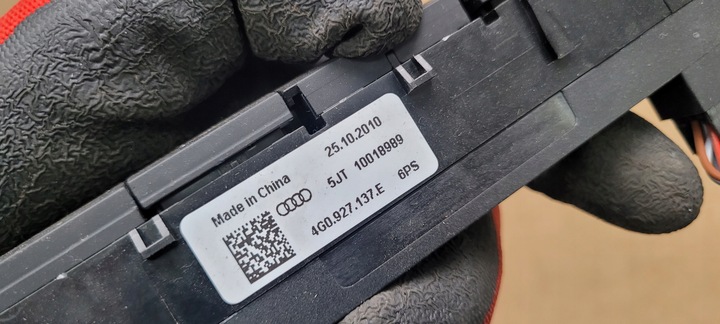 25.10.2010
Made in China
5JT 10018989
4G0.927.137.E 6PS